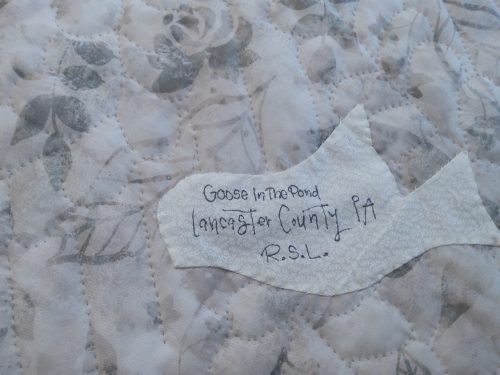 Goose In The Pond
Lancaster County PA
R.S.L.